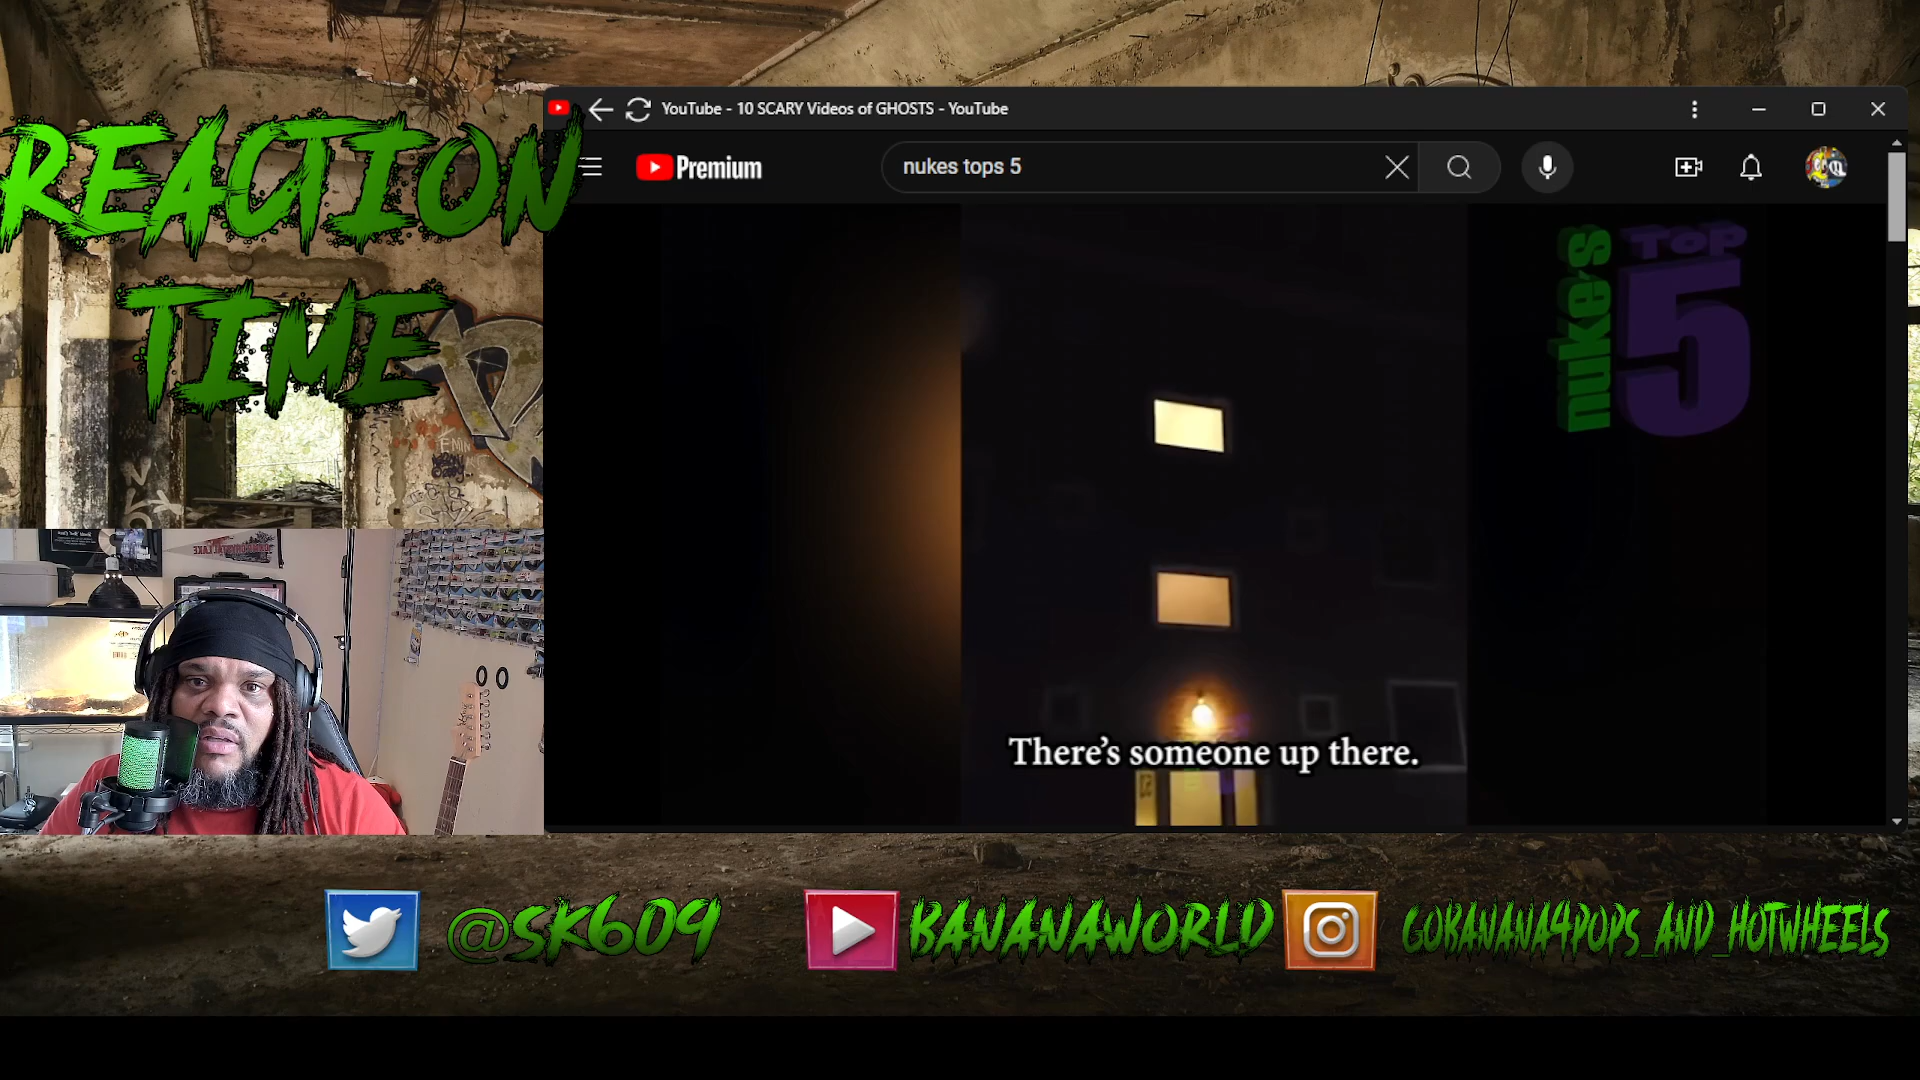 REACTION
TIME
YouTube - 10 SCARY Videos of GHOSTS - YouTube
Premium
nukes tops 5
nuke's
TOP
5
There's someone up there.
@SK609
BANANAWORLD
GOBANANA4POPS_AND_HOTWHEELS